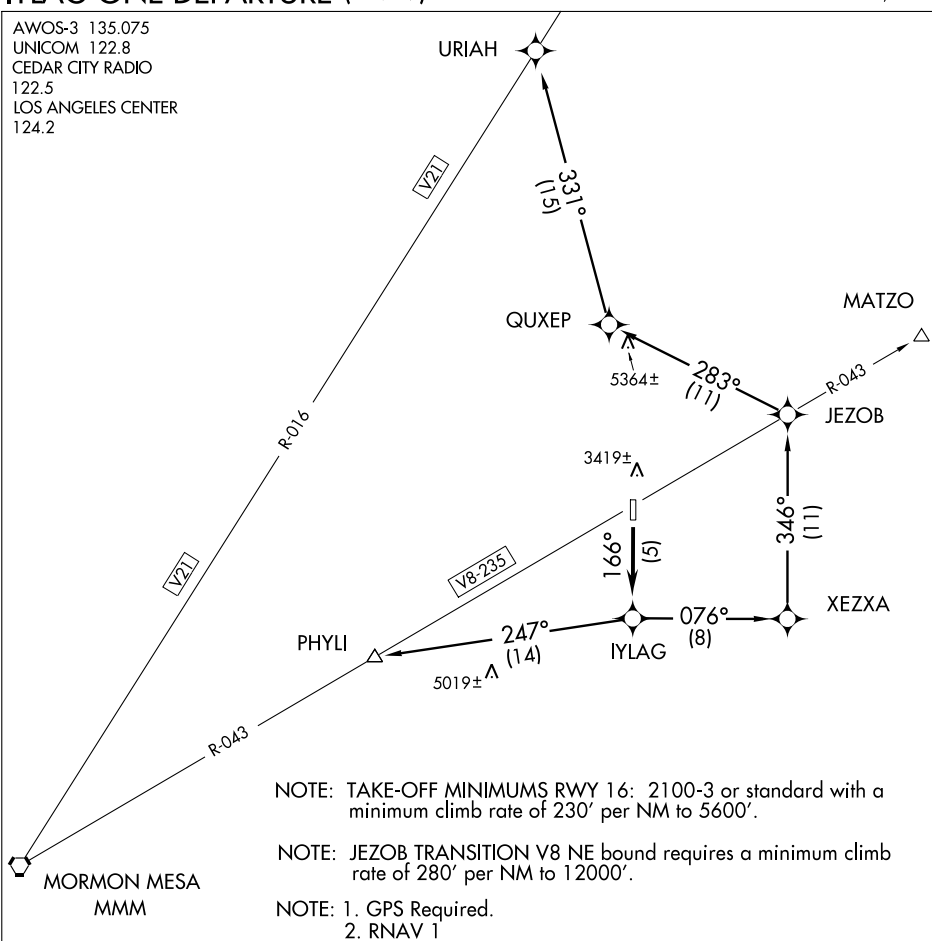 AWOS-3 135.075
UNICOM 122.8
CEDAR CITY RADIO
122.5
LOS ANGELES CENTER
124.2
URIAH
V21
331°
(15)
MATZO
QUXEP
5364±
283°
(11)
R-043
JEZOB
R-016
3419±
346°
(11)
166°
(5)
V21
V8-235
XEZXA
PHYLI
247°
(14)
076°
(8)
IYLAG
5019±
R-043
NOTE: TAKE-OFF MINIMUMS RWY 16: 2100-3 or standard with a
minimum climb rate of 230' per NM to 5600'.
NOTE: JEZOB TRANSITION V8 NE bound requires a minimum climb
rate of 280' per NM to 12000'.
MORMON MESA
MMM
NOTE: 1. GPS Required.
2. RNAV 1